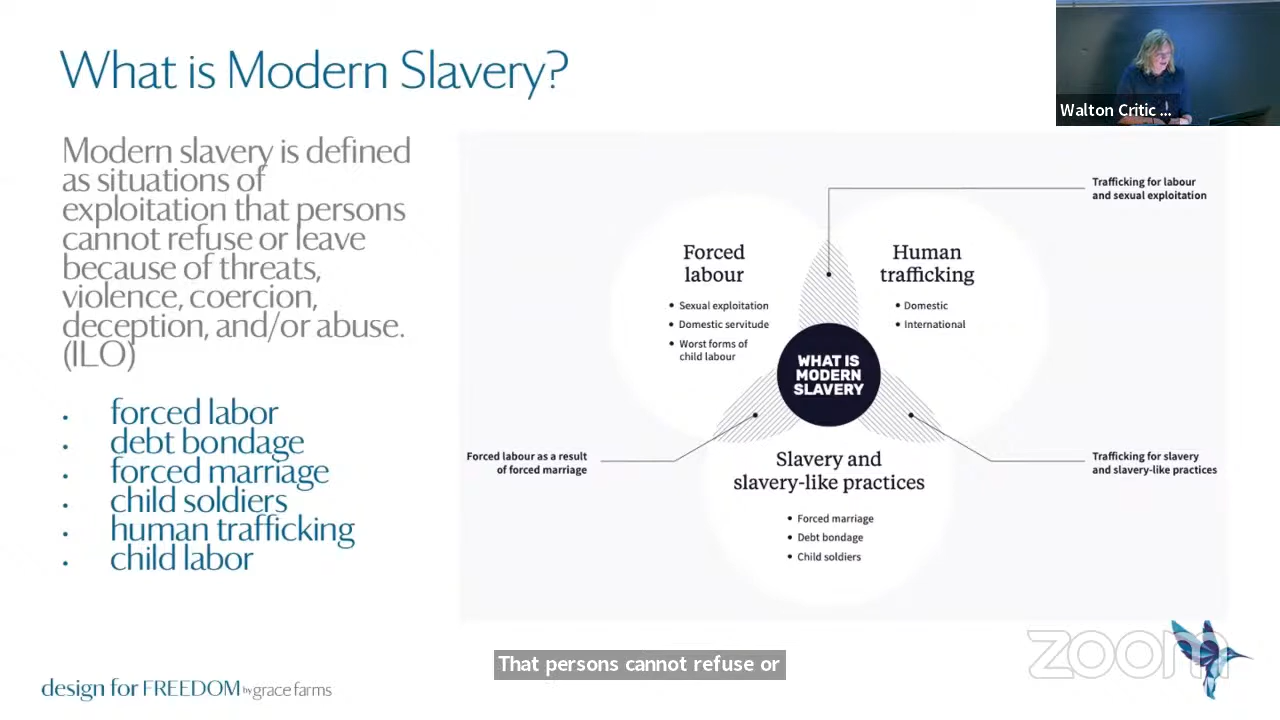 What is Modern Slavery?
Walton Critic ...
Modern slavery is defined
as situations of
exploitation that persons
cannot refuse or leave
because of threats,
violence, coercion,
deception, and/or abuse.
(ILO)
• forced labor
• debt bondage
• forced marriage
• child soldiers
• human trafficking
• child labor
Trafficking for labour
and sexual exploitation
Forced
labour
• Sexual exploitation
• Domestic servitude
• Worst forms of
child labour
Human
trafficking
• Domestic
• International
WHAT IS
MODERN
SLAVERY
Forced labour as a result
of forced marriage
Slavery and
slavery-like practices
• Forced marriage
• Debt bondage
• Child soldiers
Trafficking for slavery
and slavery-like practices
That persons cannot refuse or
zoom
design for FREEDOM by grace farms